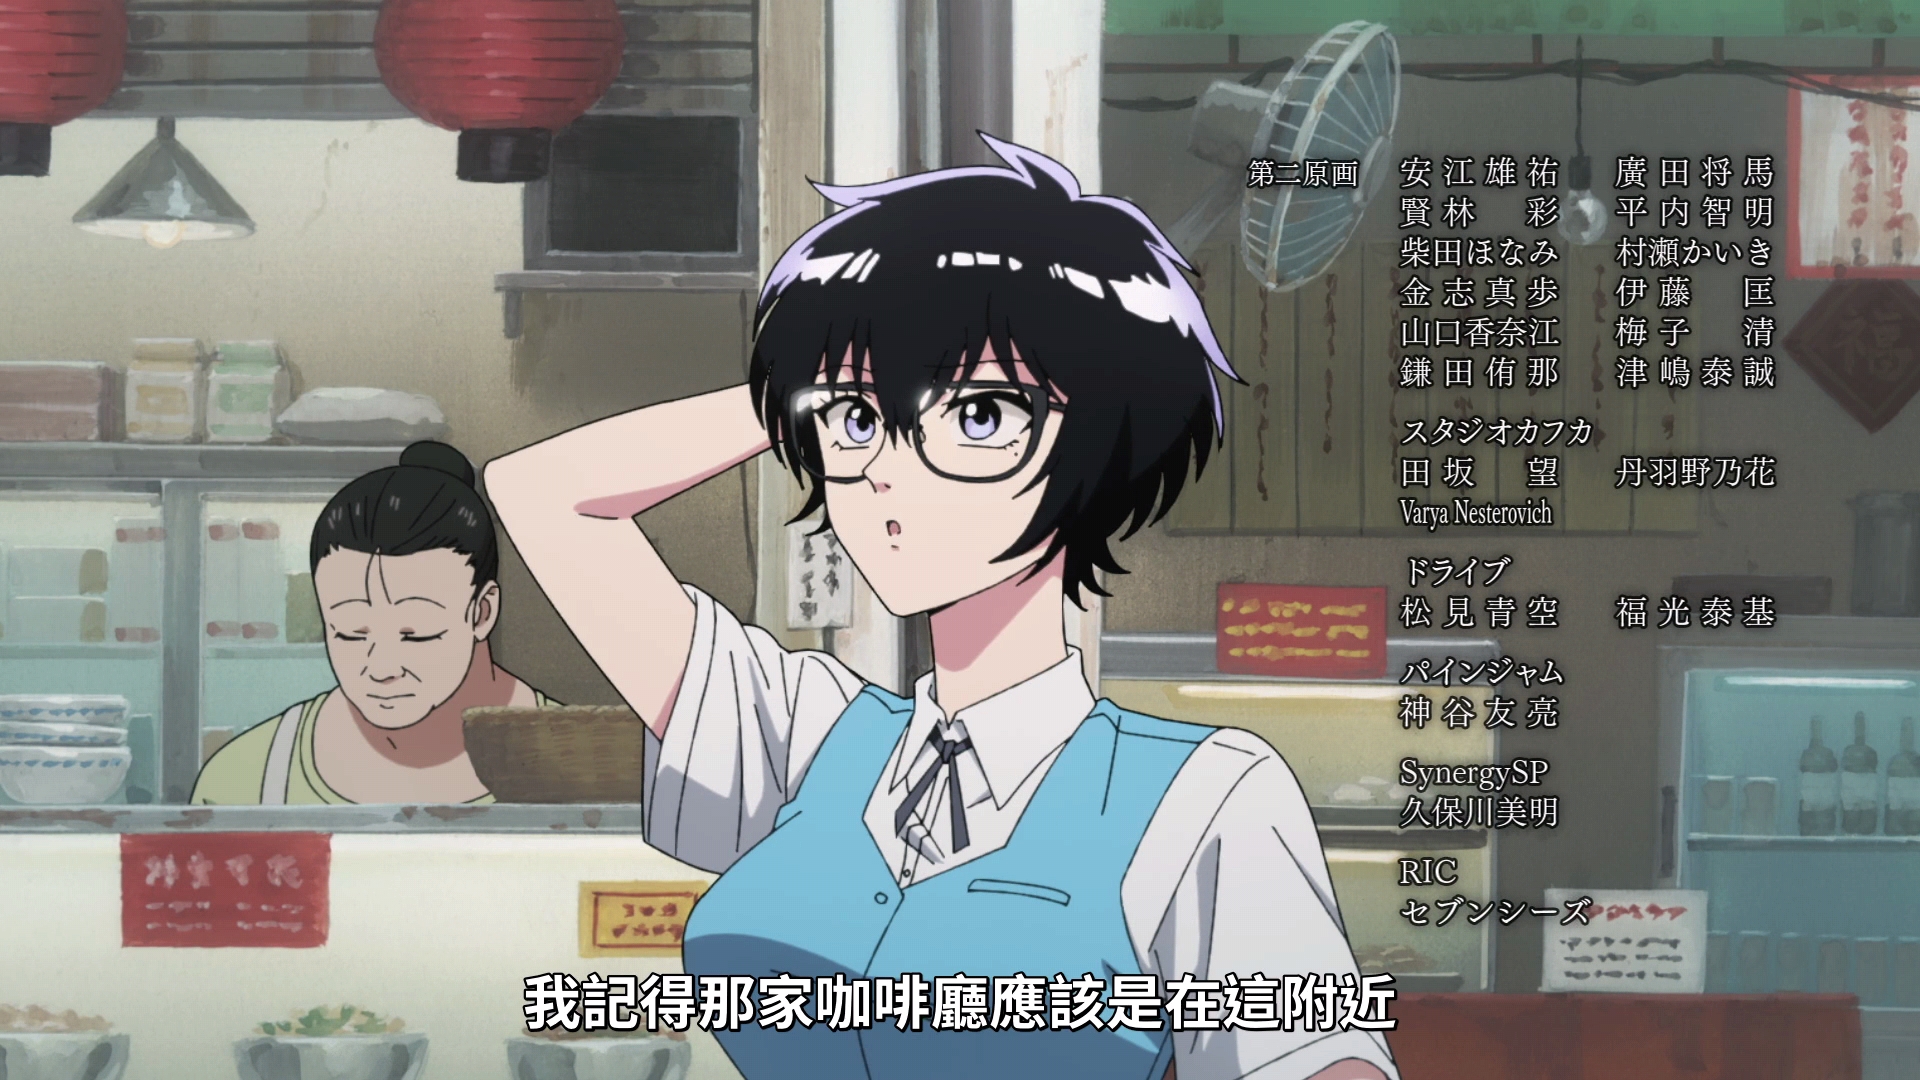 第二原画 安江雄祐 廣田将馬
賢林 彩 平内智明
柴田ほなみ 村瀬かいき
金志真歩 伊藤 匡
山口香奈江 梅子 清
鎌田侑那 津嶋泰誠
スタジオカフカ
田坂 望 丹羽野乃花
Varya Nesterovich
ドライブ
松見青空 福光泰基
パインジャム
神谷友亮
SynergySP
久保川美明
RIC
セブンシーズ
我記得那家咖啡廳應該是在這附近